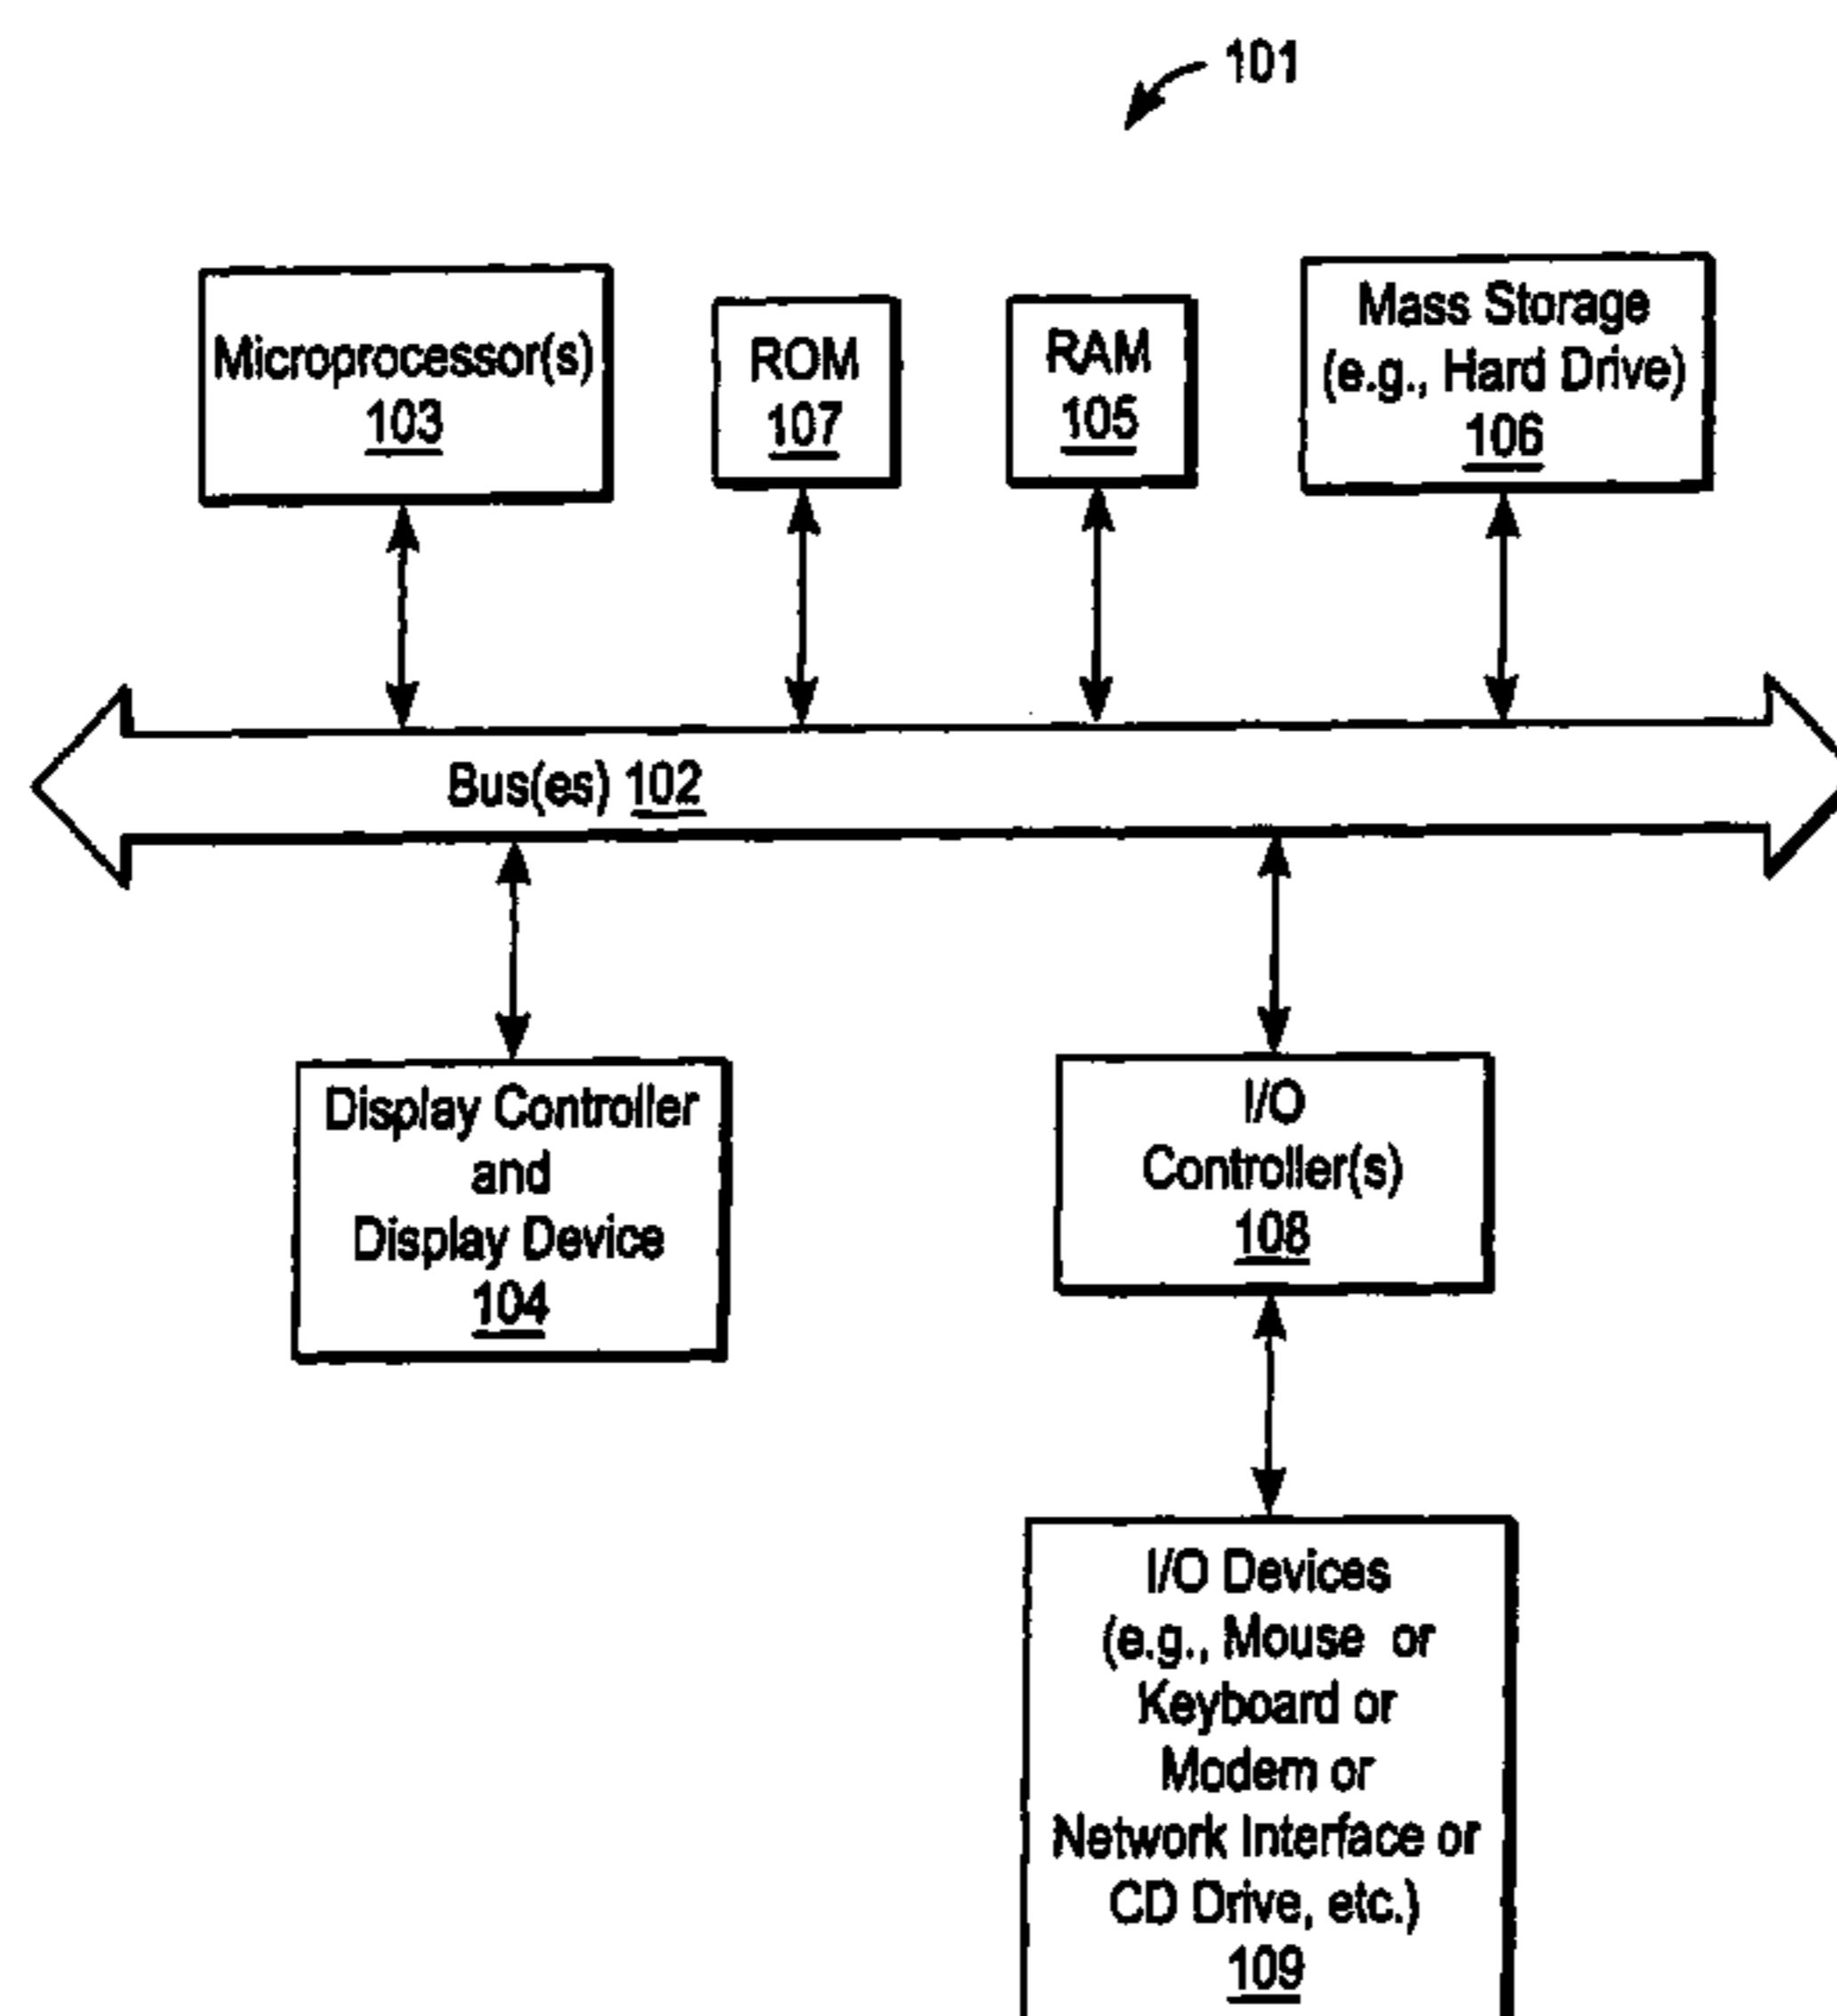 101
Microprocessor(s)
103
ROM
107
RAM
105
Mass Storage
(e.g., Hard Drive)
106
Bus(es) 102
Display Controller
and
Display Device
104
I/O
Controller(s)
108
I/O Devices
(e.g., Mouse or
Keyboard or
Modem or
Network Interface or
CD Drive, etc.)
109